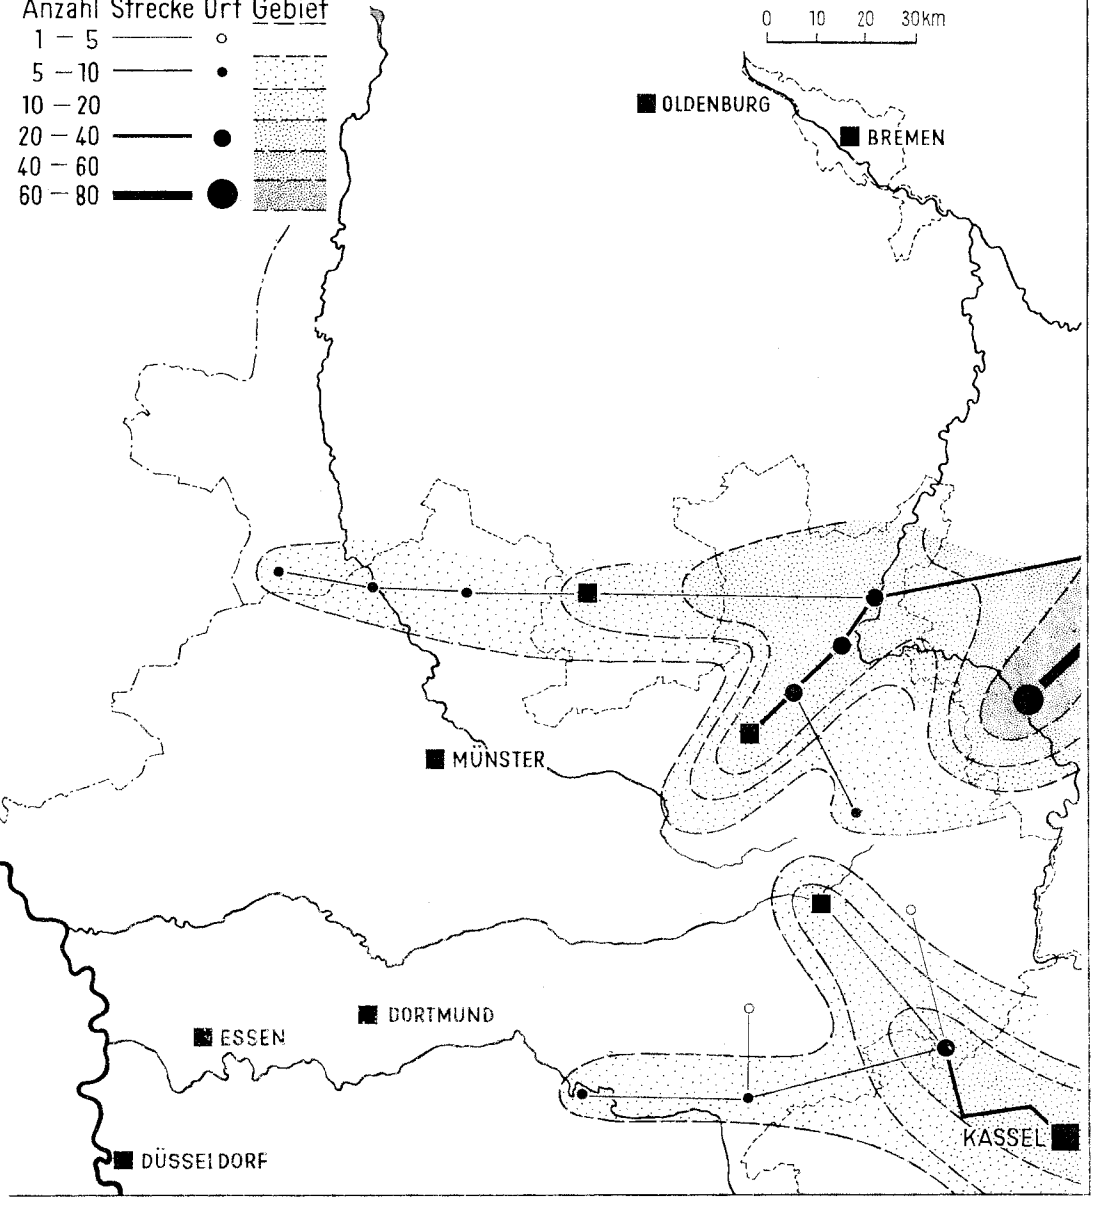 Anzahl Strecke Ort Gebiet
1 — 5
5 — 10
10 — 20
20 — 40
40 — 60
60 — 80
0 10 20 30km
OLDENBURG
BREMEN
MÜNSTER
DORTMUND
ESSEN
KASSEL
DÜSSELDORF